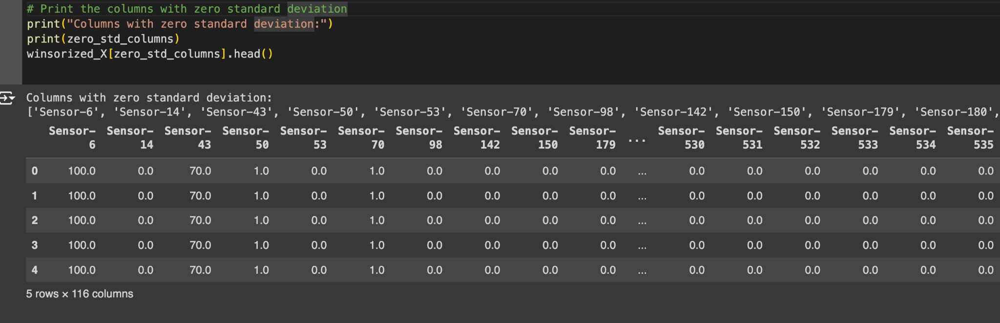 # Print the columns with zero standard deviation
print("Columns with zero standard deviation:")
print(zero_std_columns)
winsorized_X[zero_std_columns].head()
Columns with zero standard deviation:
['Sensor-6', 'Sensor-14', 'Sensor-43', 'Sensor-50', 'Sensor-53', 'Sensor-70', 'Sensor-98', 'Sensor-142', 'Sensor-150', 'Sensor-179', 'Sensor-180',
Sensor- Sensor- Sensor- Sensor- Sensor- Sensor- Sensor- Sensor- Sensor- Sensor- ... Sensor- Sensor- Sensor- Sensor- Sensor- Sensor-
6 14 43 50 53 70 98 142 150 179 530 531 532 533 534 535
0 100.0 0.0 70.0 1.0 0.0 1.0 0.0 0.0 0.0 0.0 ... 0.0 0.0 0.0 0.0 0.0 0.0
1 100.0 0.0 70.0 1.0 0.0 1.0 0.0 0.0 0.0 0.0 ... 0.0 0.0 0.0 0.0 0.0 0.0
2 100.0 0.0 70.0 1.0 0.0 1.0 0.0 0.0 0.0 0.0 ... 0.0 0.0 0.0 0.0 0.0 0.0
3 100.0 0.0 70.0 1.0 0.0 1.0 0.0 0.0 0.0 0.0 ... 0.0 0.0 0.0 0.0 0.0 0.0
4 100.0 0.0 70.0 1.0 0.0 1.0 0.0 0.0 0.0 0.0 ... 0.0 0.0 0.0 0.0 0.0 0.0
5 rows × 116 columns